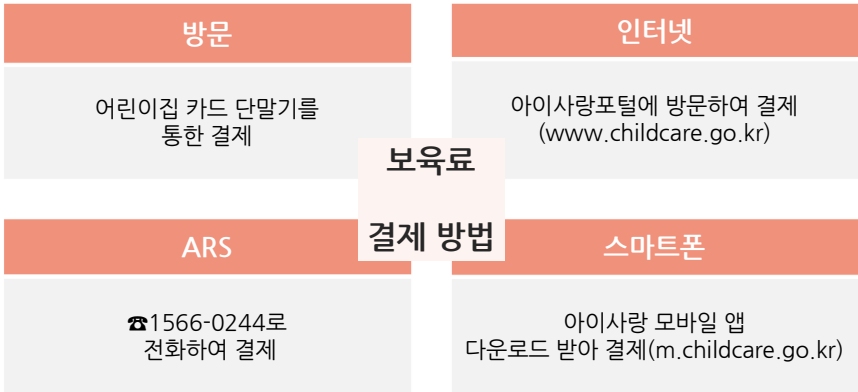 방문
어린이집 카드 단말기를
통한 결제
인터넷
아이사랑포털에 방문하여 결제
(www.childcare.go.kr)
보육료
결제 방법
ARS
☎1566-0244로
전화하여 결제
스마트폰
아이사랑 모바일 앱
다운로드 받아 결제(m.childcare.go.kr)